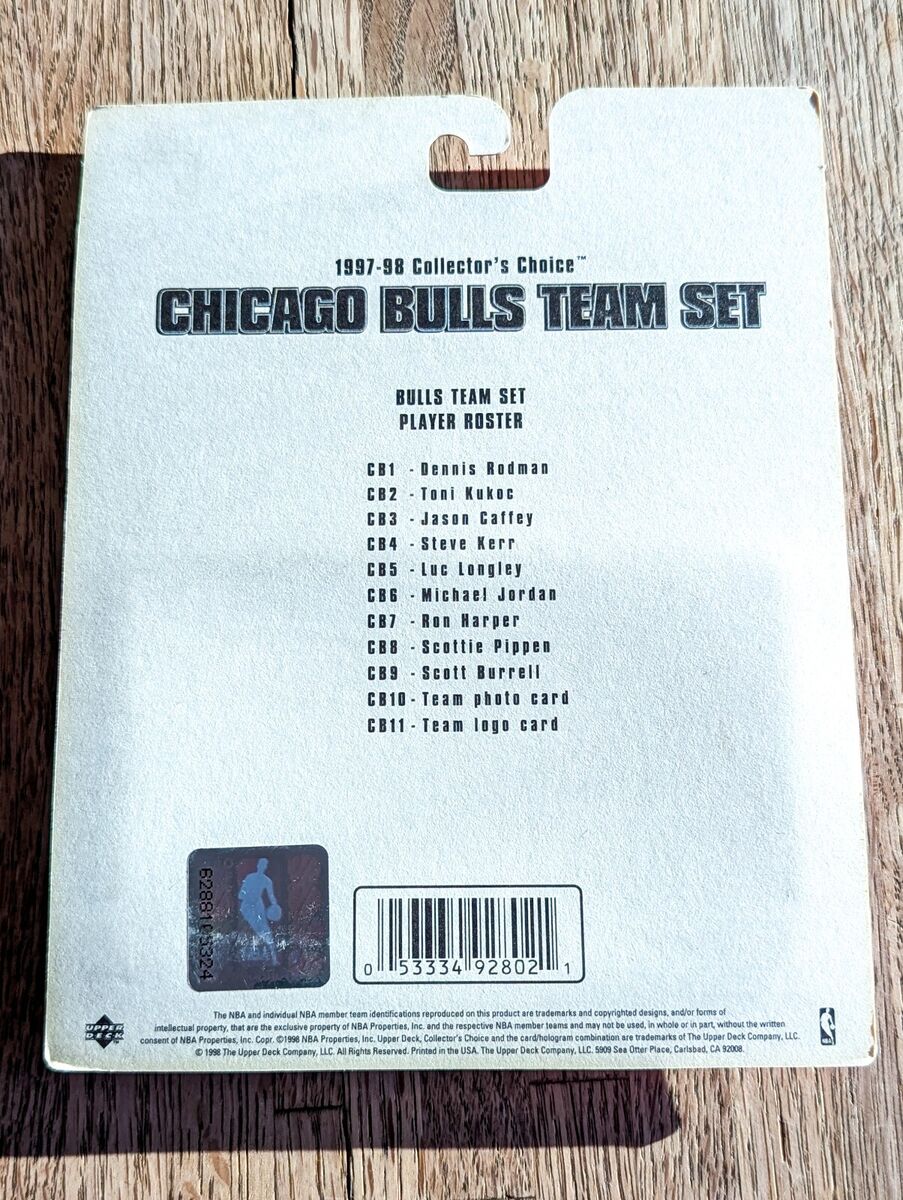 1997-98 Collector's Choice™
CHICAGO BULLS TEAM SET
BULLS TEAM SET
PLAYER ROSTER
CB1 - Dennis Rodman
CB2 - Toni Kukoc
CB3 - Jason Caffey
CB4 - Steve Kerr
CB5 - Luc Longley
CB6 - Michael Jordan
CB7 - Ron Harper
CB8 - Scottie Pippen
CB9 - Scott Burrell
CB10 - Team photo card
CB11 - Team logo card
0 53334 92802 1
The NBA and individual NBA member team identifications reproduced on this product are trademarks and copyrighted designs, and/or forms of
intellectual property, that are the exclusive property of NBA Properties, Inc. and the respective NBA member teams and may not be used, in whole or in part, without the written
consent of NBA Properties, Inc. Copr. ©1998 NBA Properties, Inc. Upper Deck, Collector's Choice and the card/hologram combination are trademarks of The Upper Deck Company, LLC.
© 1998 The Upper Deck Company, LLC. All Rights Reserved. Printed in the USA. The Upper Deck Company, LLC. 5909 Sea Otter Place, Carlsbad, CA 92008.
UPPER
DECK™
NBA